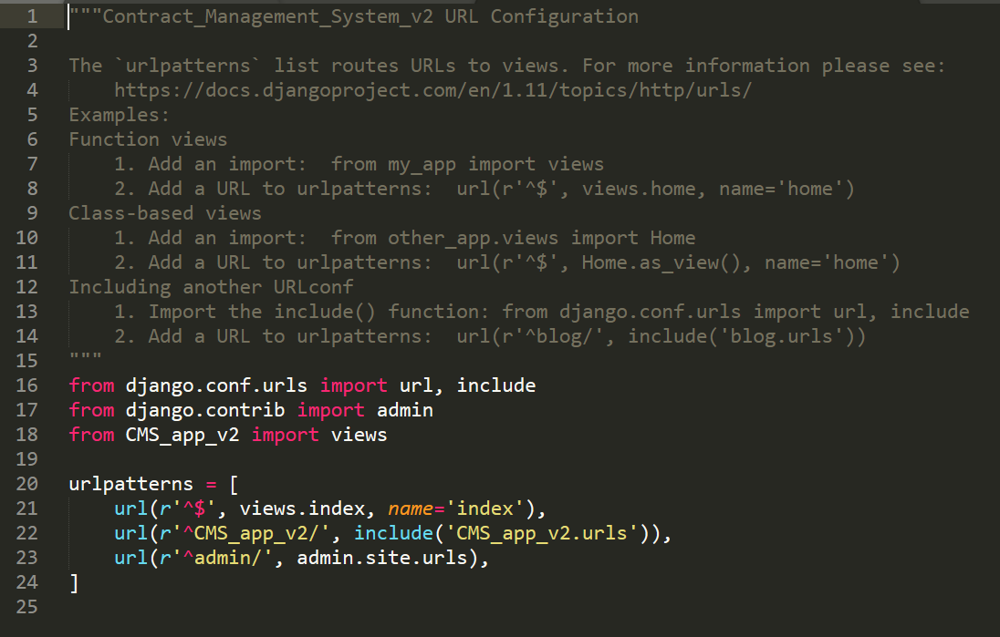 1 """Contract_Management_System_v2 URL Configuration
2
3 The `urlpatterns` list routes URLs to views. For more information please see:
4     https://docs.djangoproject.com/en/1.11/topics/http/urls/
5 Examples:
6 Function views
7     1. Add an import:  from my_app import views
8     2. Add a URL to urlpatterns:  url(r'^$', views.home, name='home')
9 Class-based views
10     1. Add an import:  from other_app.views import Home
11     2. Add a URL to urlpatterns:  url(r'^$', Home.as_view(), name='home')
12 Including another URLconf
13     1. Import the include() function: from django.conf.urls import url, include
14     2. Add a URL to urlpatterns:  url(r'^blog/', include('blog.urls'))
15 """
16 from django.conf.urls import url, include
17 from django.contrib import admin
18 from CMS_app_v2 import views
19
20 urlpatterns = [
21     url(r'^$', views.index, name='index'),
22     url(r'^CMS_app_v2/', include('CMS_app_v2.urls')),
23     url(r'^admin/', admin.site.urls),
24 ]
25